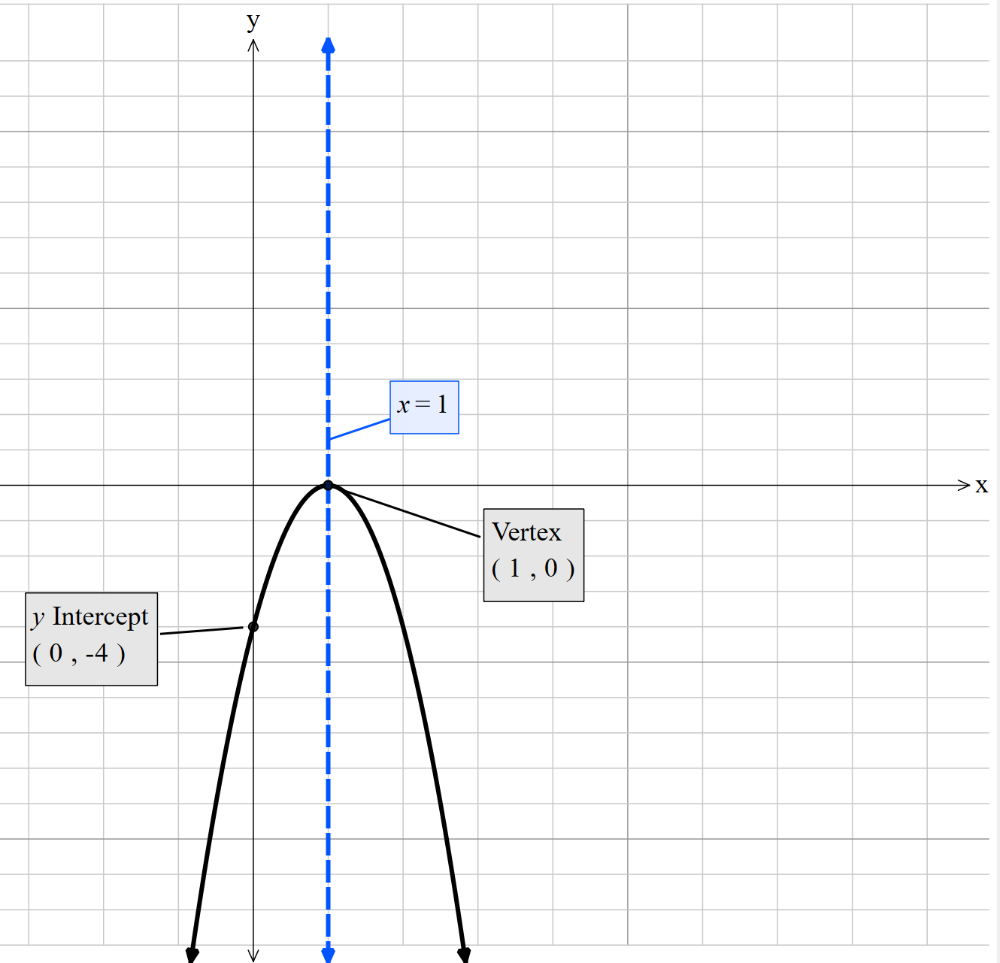 y
x = 1
x
Vertex
( 1 , 0 )
y Intercept
( 0 , -4 )